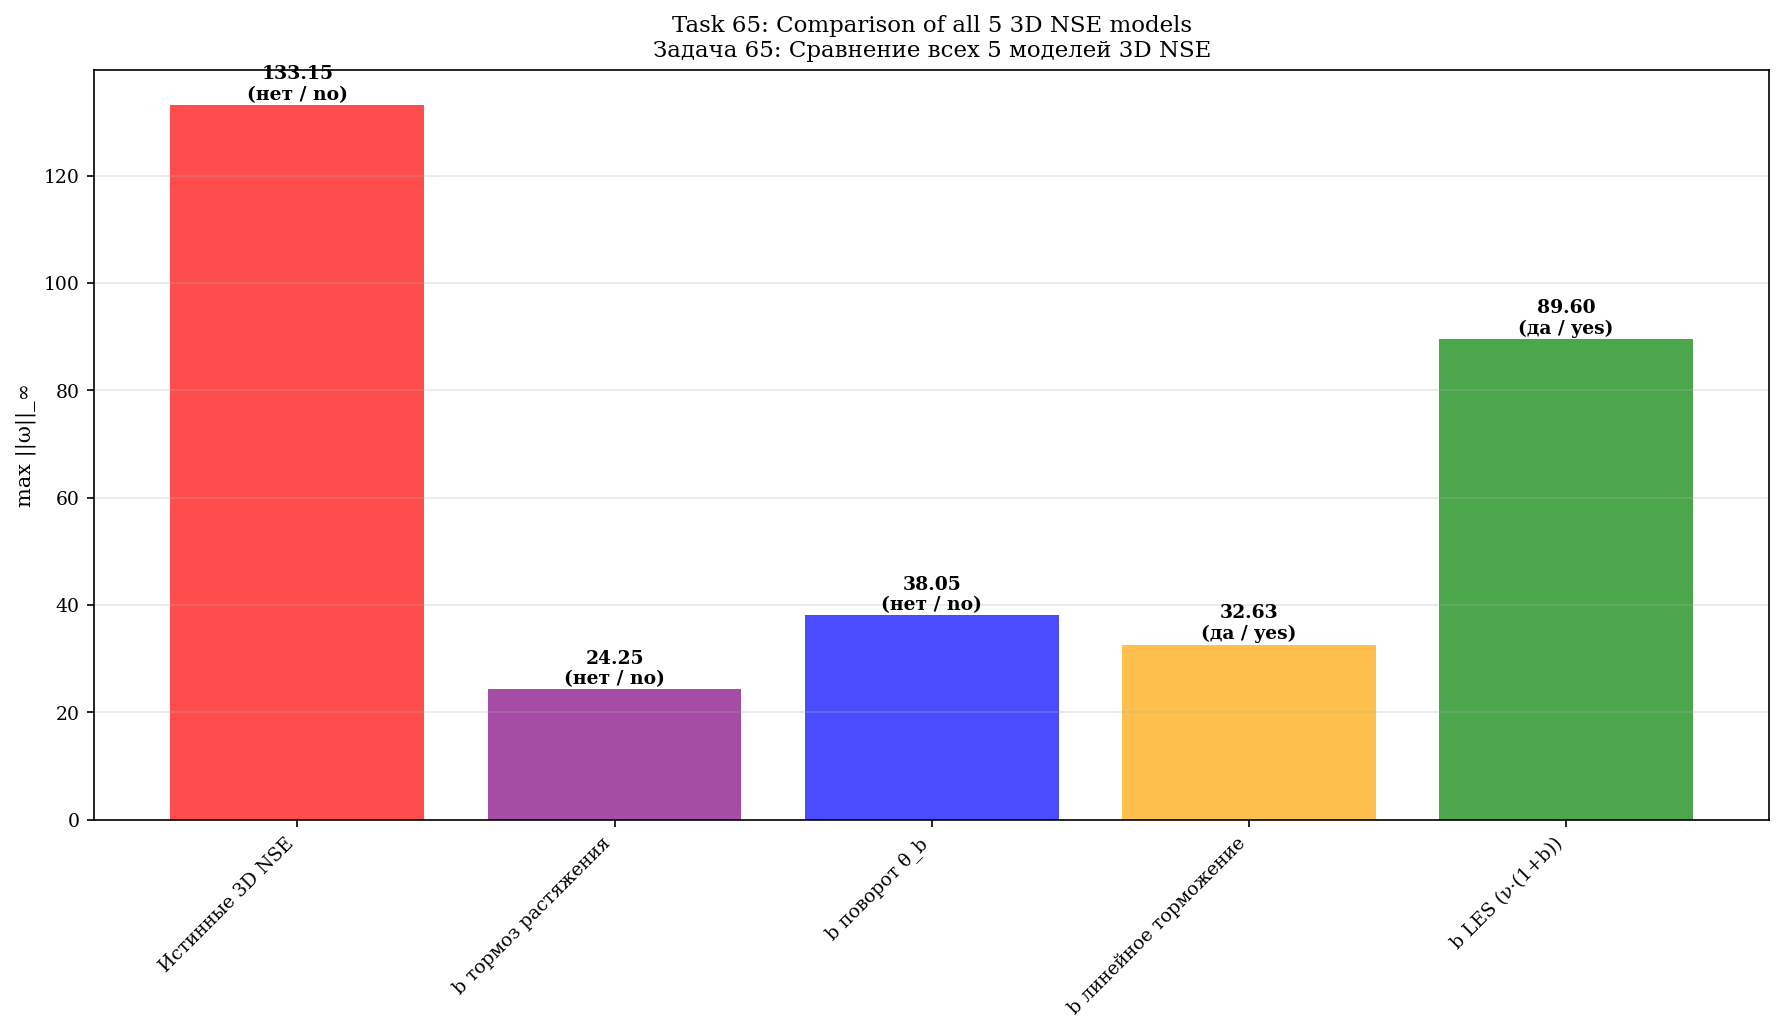 Task 65: Comparison of all 5 3D NSE models
Задача 65: Сравнение всех 5 моделей 3D NSE
max ||ω||_∞
120
100
80
60
40
20
0
133.15
(нет / no)
24.25
(нет / no)
38.05
(нет / no)
32.63
(да / yes)
89.60
(да / yes)
Истинные 3D NSE
b тормоз растяжения
b поворот θ_b
b линейное торможение
b LES (ν·(1+b))